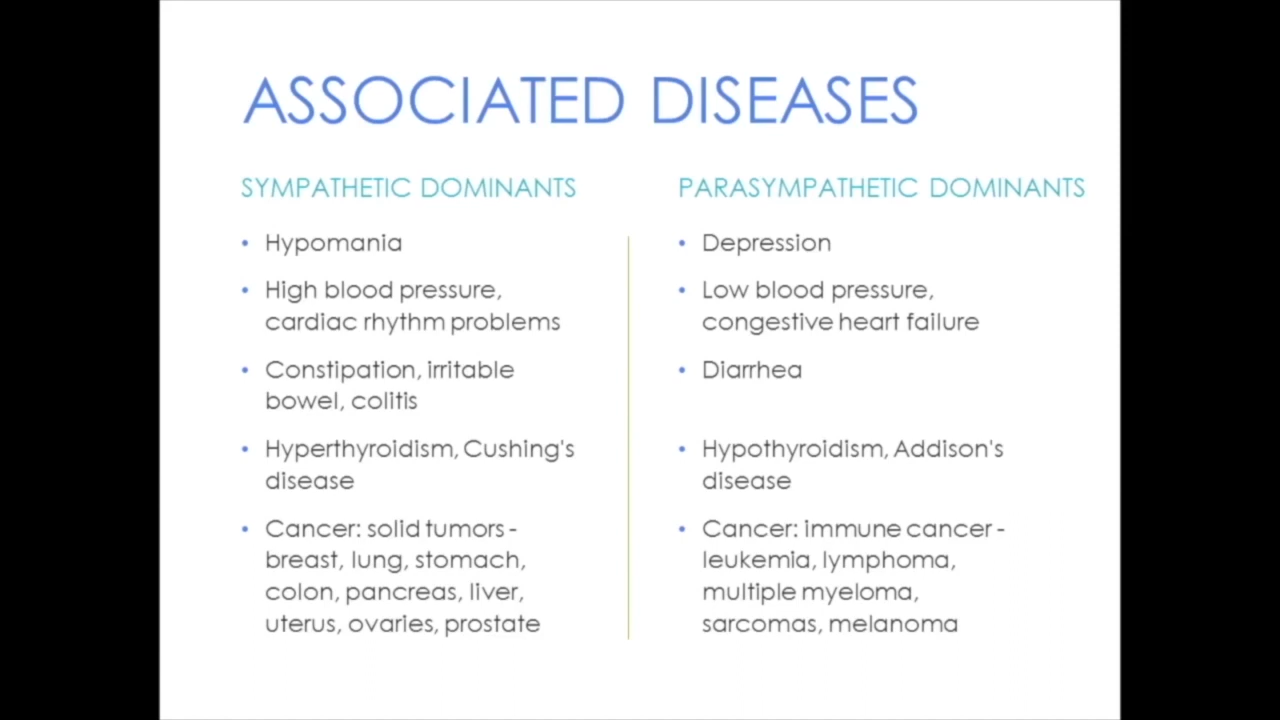 ASSOCIATED DISEASES
SYMPATHETIC DOMINANTS
• Hypomania
• High blood pressure,
cardiac rhythm problems
• Constipation, irritable
bowel, colitis
• Hyperthyroidism, Cushing's
disease
• Cancer: solid tumors -
breast, lung, stomach,
colon, pancreas, liver,
uterus, ovaries, prostate
PARASYMPATHETIC DOMINANTS
• Depression
• Low blood pressure,
congestive heart failure
• Diarrhea
• Hypothyroidism, Addison's
disease
• Cancer: immune cancer -
leukemia, lymphoma,
multiple myeloma,
sarcomas, melanoma